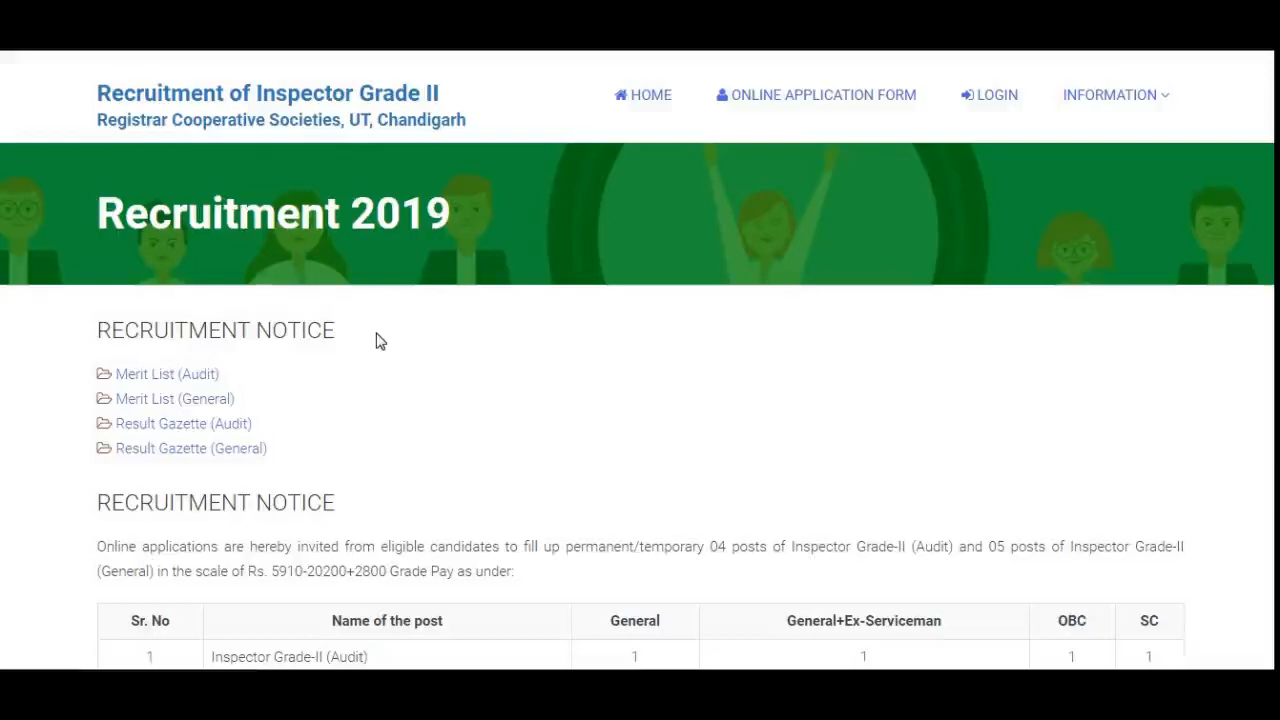 Recruitment of Inspector Grade II
Registrar Cooperative Societies, UT, Chandigarh
HOME
ONLINE APPLICATION FORM
LOGIN
INFORMATION
Recruitment 2019
RECRUITMENT NOTICE
Merit List (Audit)
Merit List (General)
Result Gazette (Audit)
Result Gazette (General)
RECRUITMENT NOTICE
Online applications are hereby invited from eligible candidates to fill up permanent/temporary 04 posts of Inspector Grade-II (Audit) and 05 posts of Inspector Grade-II
(General) in the scale of Rs. 5910-20200+2800 Grade Pay as under:
Sr. No Name of the post General General+Ex-Serviceman OBC SC
1 Inspector Grade-II (Audit) 1 1 1 1